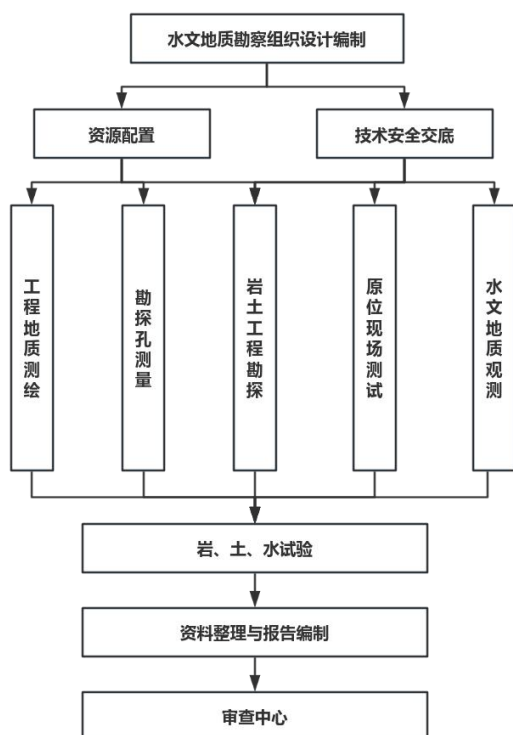 水文地质勘察组织设计编制
资源配置
技术安全交底
工程地质测绘
勘探孔测量
岩土工程勘探
原位现场测试
水文地质观测
岩、土、水试验
资料整理与报告编制
审查中心